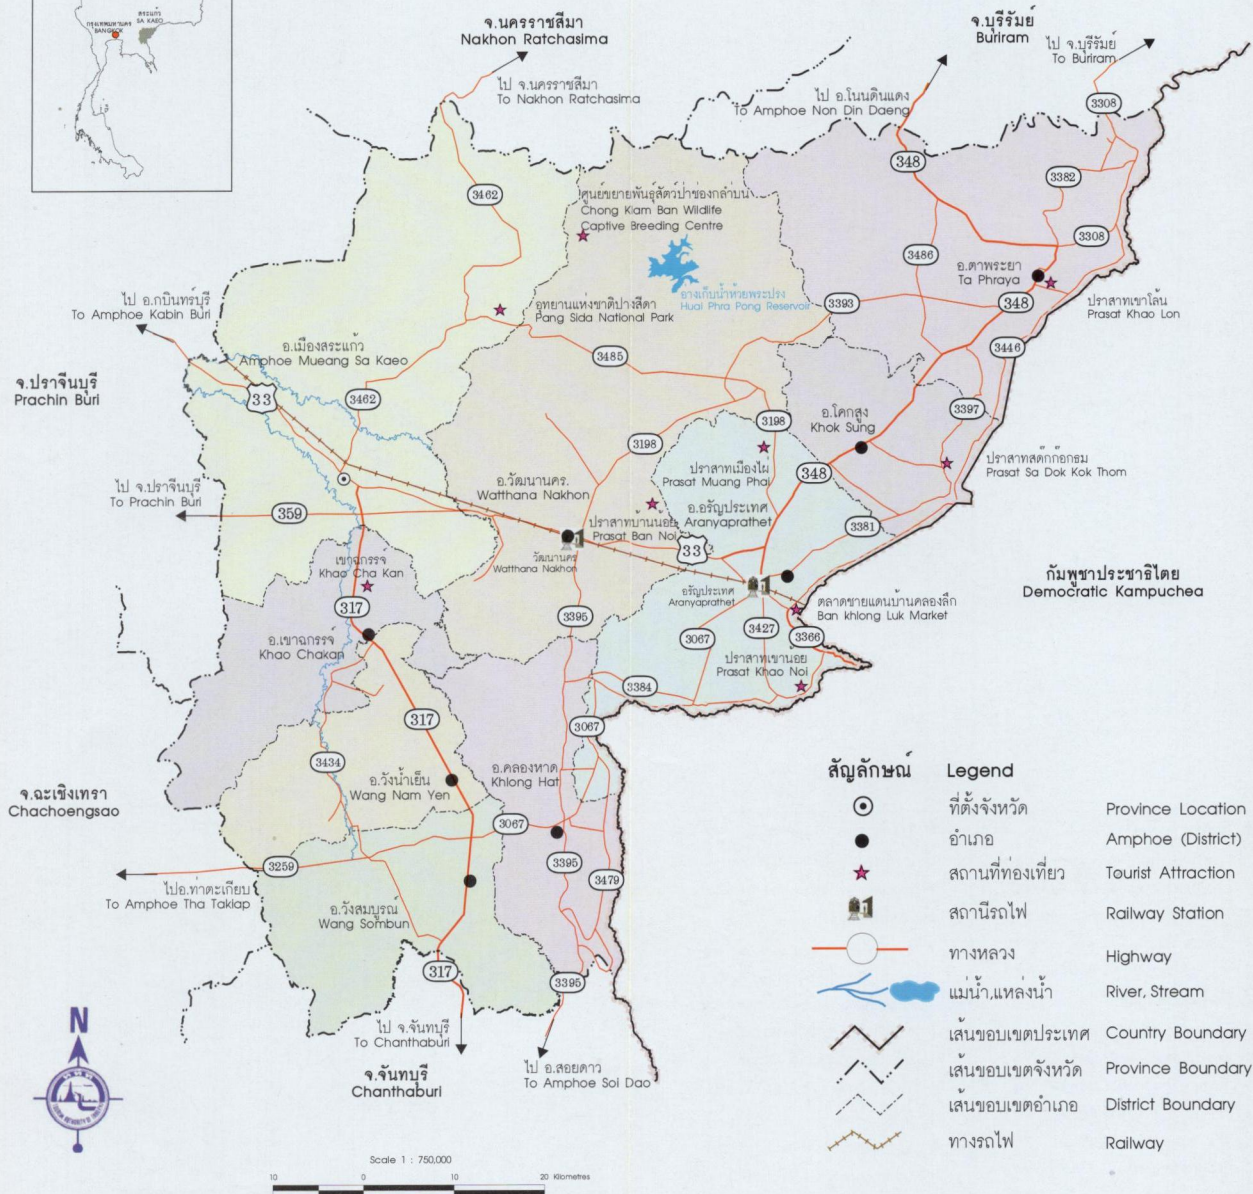 สระแก้ว
SA KAEO
กรุงเทพมหานคร
BANGKOK
จ.นครราชสีมา
Nakhon Ratchasima
ไป จ.นครราชสีมา
To Nakhon Ratchasima
จ.บุรีรัมย์
Buriram
ไป จ.บุรีรัมย์
To Buriram
ไป อ.โนนดินแดง
To Amphoe Non Din Daeng
3308
348
3382
3462
ศูนย์ขยายพันธุ์สัตว์ป่าช่องกล่ำบน
Chong Klam Ban Wildlife
Captive Breeding Centre
3308
3486
อ.ตาพระยา
Ta Phraya
อ่างเก็บน้ำห้วยพระปรง
Huai Phra Pong Reservoir
348
3393
ปราสาทเขาโล้น
Prasat Khao Lon
อุทยานแห่งชาติปางสีดา
Pang Sida National Park
ไป อ.กบินทร์บุรี
To Amphoe Kabin Buri
อ.เมืองสระแก้ว
Amphoe Mueang Sa Kaeo
3485
3446
จ.ปราจีนบุรี
Prachin Buri
33
3462
3397
อ.โคกสูง
Khok Sung
3198
3198
ปราสาทเมืองไผ่
Prasat Muang Phai
348
ปราสาทสด๊กก๊อกธม
Prasat Sa Dok Kok Thom
ไป จ.ปราจีนบุรี
To Prachin Buri
อ.วัฒนานคร.
Watthana Nakhon
359
อ.อรัญประเทศ
Aranyaprathet
ปราสาทบ้านน้อย
Prasat Ban Noi
3381
33
วัฒนานคร
Watthana Nakhon
เขาฉกรรจ์
Khao Cha Kan
กัมพูชาประชาธิไตย
Democratic Kampuchea
อรัญประเทศ
Aranyaprathet
ตลาดชายแดนบ้านคลองลึก
Ban khlong Luk Market
317
3395
3067
3427
3366
อ.เขาฉกรรจ์
Khao Chakan
ปราสาทเขาน้อย
Prasat Khao Noi
3384
317
3067
3434
อ.วังน้ำเย็น
Wang Nam Yen
อ.คลองหาด
Khlong Hat
จ.ฉะเชิงเทรา
Chachoengsao
3067
3259
3395
3479
ไปอ.ท่าตะเกียบ
To Amphoe Tha Takiap
อ.วังสมบูรณ์
Wang Sombun
317
3395
ไป จ.จันทบุรี
To Chanthaburi
ไป อ.สอยดาว
To Amphoe Soi Dao
จ.จันทบุรี
Chanthaburi
N
สัญลักษณ์ Legend
ที่ตั้งจังหวัด Province Location
อำเภอ Amphoe (District)
สถานที่ท่องเที่ยว Tourist Attraction
สถานีรถไฟ Railway Station
ทางหลวง Highway
แม่น้ำ,แหล่งน้ำ River, Stream
เส้นขอบเขตประเทศ Country Boundary
เส้นขอบเขตจังหวัด Province Boundary
เส้นขอบเขตอำเภอ District Boundary
ทางรถไฟ Railway
Scale 1 : 750,000
10 0 10 20 Kilometres